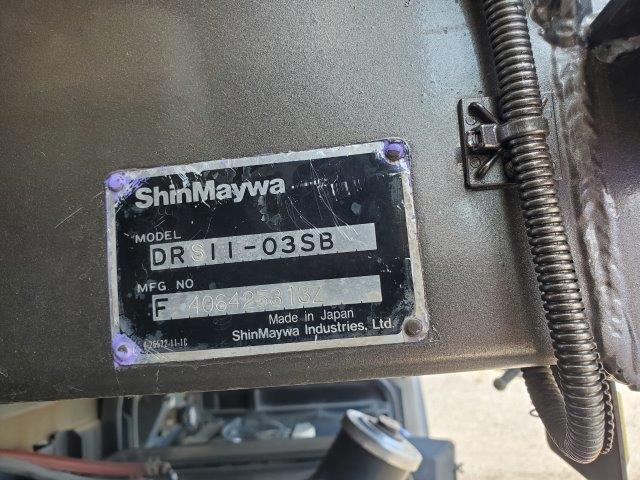 ShinMaywa
MODEL
DRS11-03SB
MFG NO
F 406425313Z
Made in Japan
ShinMaywa Industries, Ltd.